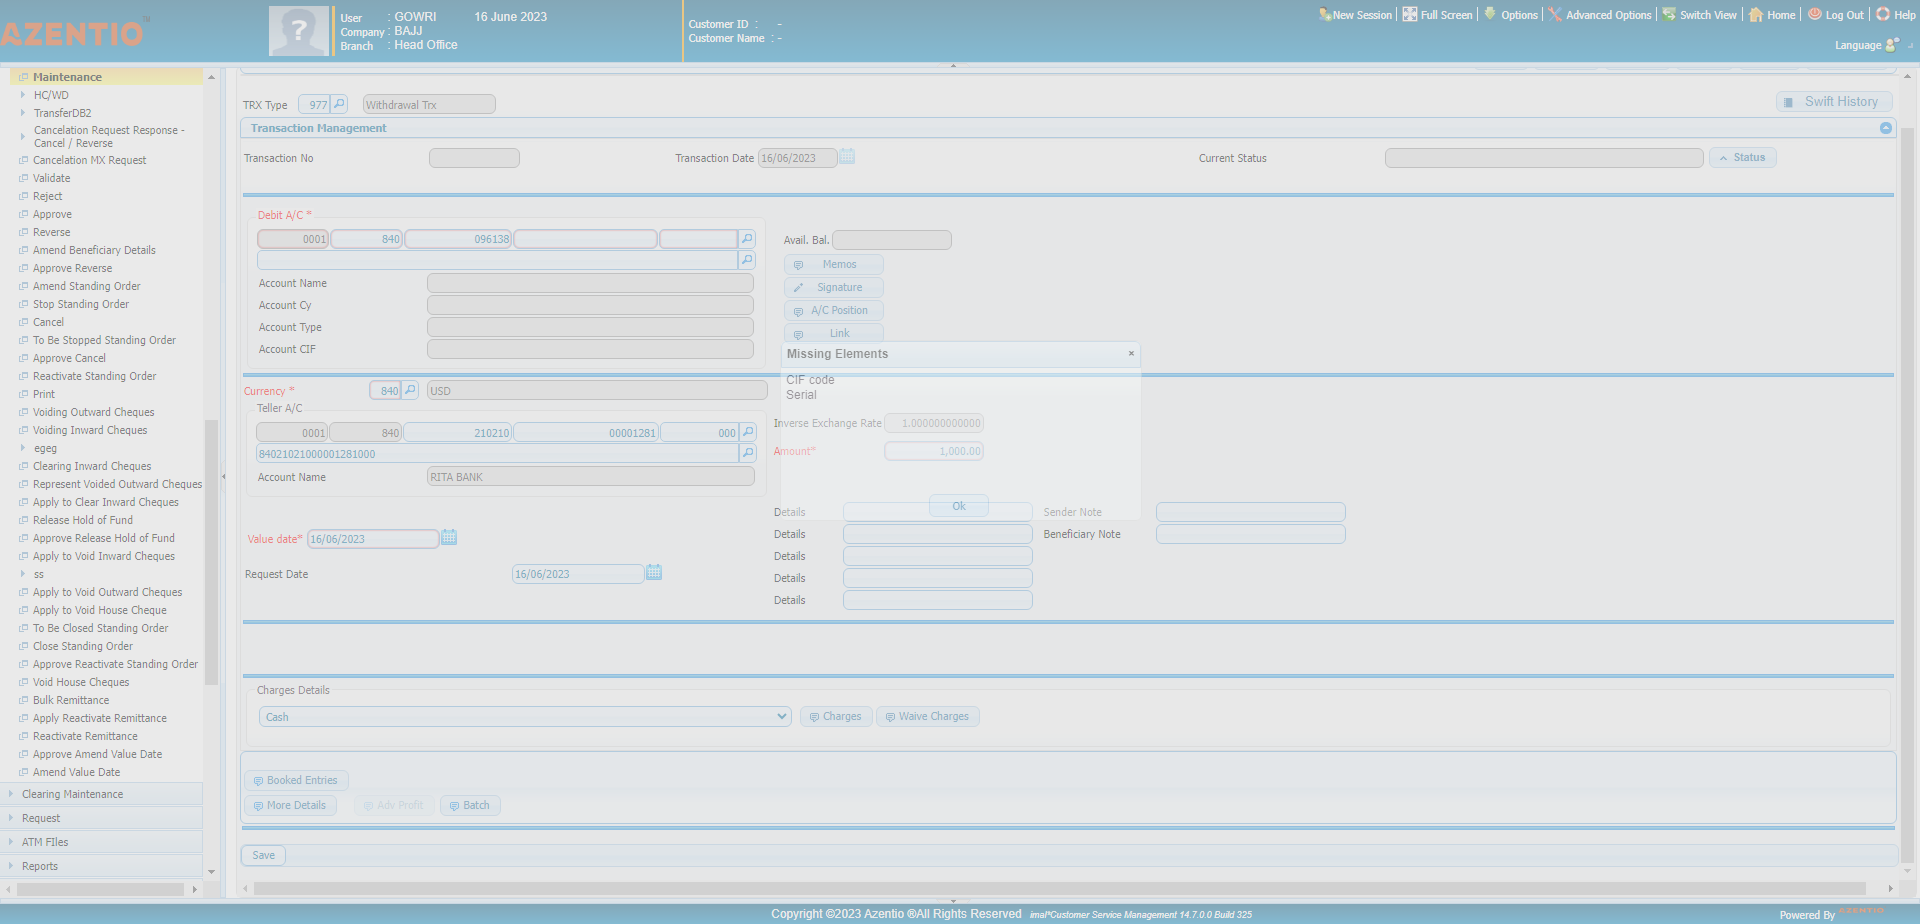 AZENTIO™
User : GOWRI 16 June 2023
Company : BAJJ
Branch : Head Office
Customer ID : -
Customer Name : -
New Session Full Screen Options Advanced Options Switch View Home Log Out Help
Language
Maintenance
HC/WD
TransferDB2
Cancelation Request Response -
Cancel / Reverse
Cancelation MX Request
Validate
Reject
Approve
Reverse
Amend Beneficiary Details
Approve Reverse
Amend Standing Order
Stop Standing Order
Cancel
To Be Stopped Standing Order
Approve Cancel
Reactivate Standing Order
Print
Voiding Outward Cheques
Voiding Inward Cheques
egeg
Clearing Inward Cheques
Represent Voided Outward Cheques
Apply to Clear Inward Cheques
Release Hold of Fund
Approve Release Hold of Fund
Apply to Void Inward Cheques
ss
Apply to Void Outward Cheques
Apply to Void House Cheque
To Be Closed Standing Order
Close Standing Order
Approve Reactivate Standing Order
Void House Cheques
Bulk Remittance
Apply Reactivate Remittance
Reactivate Remittance
Approve Amend Value Date
Amend Value Date
Clearing Maintenance
Request
ATM FIles
Reports
TRX Type 977 Withdrawal Trx
Swift History
Transaction Management
Transaction No Transaction Date 16/06/2023 Current Status Status
Debit A/C *
0001 840 096138
Avail. Bal.
Memos
Account Name
Signature
Account Cy
A/C Position
Account Type
Link
Account CIF
Missing Elements ×
CIF code
Serial
Ok
Currency * 840 USD
Teller A/C
0001 840 210210 00001281 000
84021021000001281000
Account Name RITA BANK
Inverse Exchange Rate 1.000000000000
Amount* 1,000.00
Details Sender Note
Value date* 16/06/2023
Details Beneficiary Note
Details
Request Date 16/06/2023
Details
Details
Charges Details
Cash Charges Waive Charges
Booked Entries
More Details Adv Profit Batch
Save
Copyright ©2023 Azentio ®All Rights Reserved imal*Customer Service Management 14.7.0.0 Build 325
Powered By AZENTIO